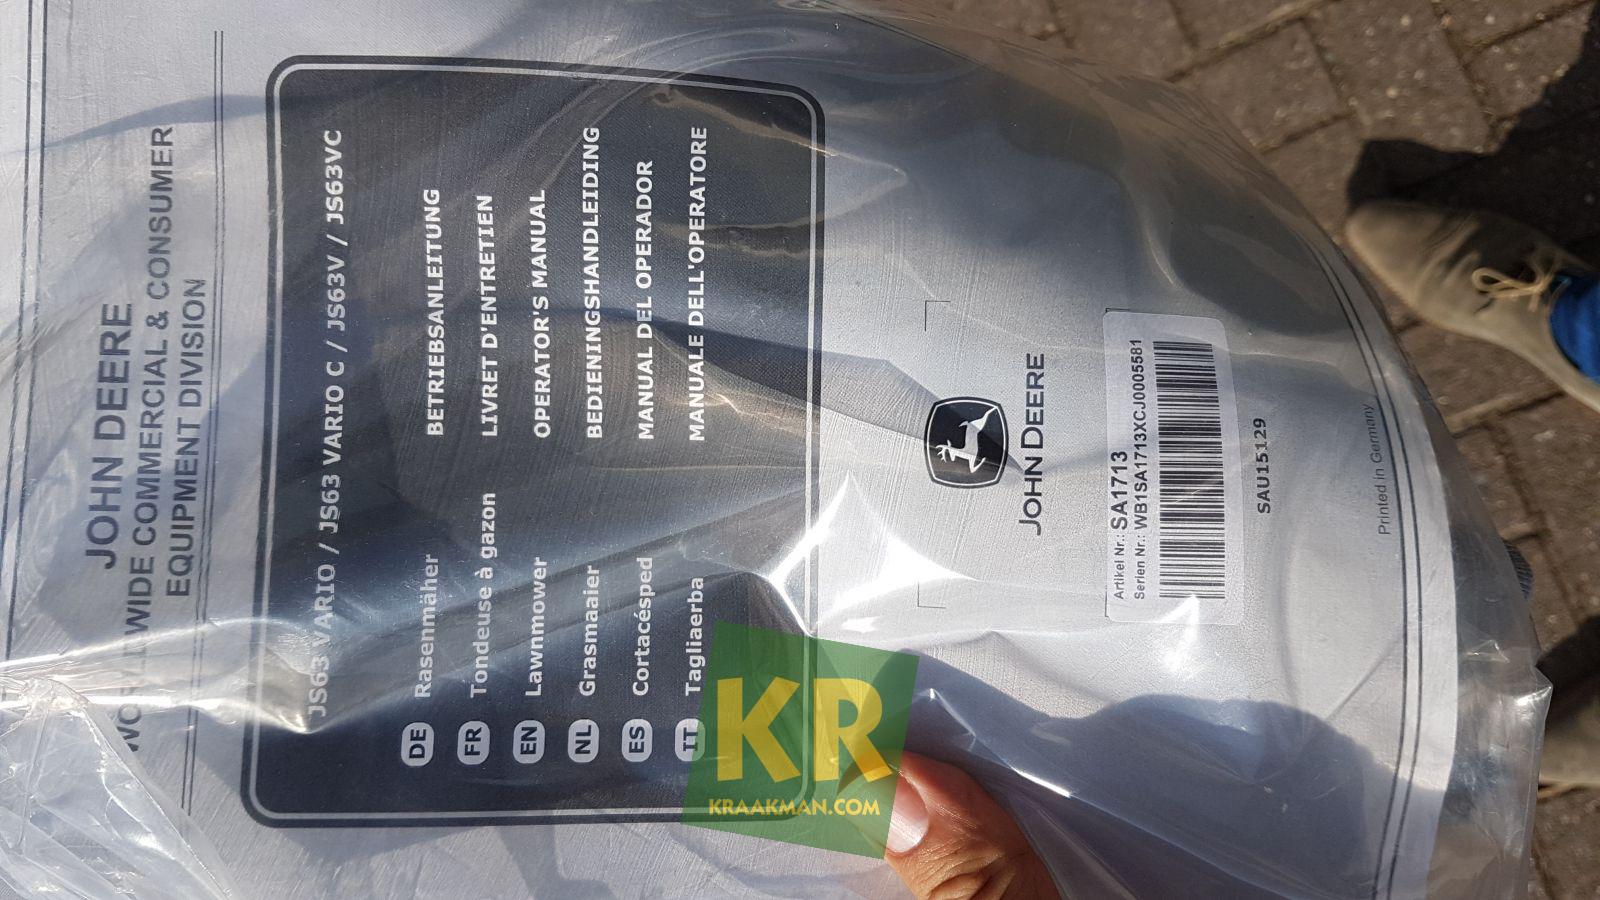 JOHN DEERE
WORLDWIDE COMMERCIAL & CONSUMER
EQUIPMENT DIVISION
JS63 VARIO / JS63 VARIO C / JS63V / JS63VC
DE Rasenmäher BETRIEBSANLEITUNG
FR Tondeuse à gazon LIVRET D'ENTRETIEN
EN Lawnmower OPERATOR'S MANUAL
NL Grasmaaier BEDIENINGSHANDLEIDING
ES Cortacésped MANUAL DEL OPERADOR
IT Tagliaerba MANUALE DELL'OPERATORE
JOHN DEERE
Artikel Nr.: SA1713
Serien Nr.: WB1SA1713XCJ0005581
SAU15129
Printed in Germany
KR
KRAAKMAN.COM